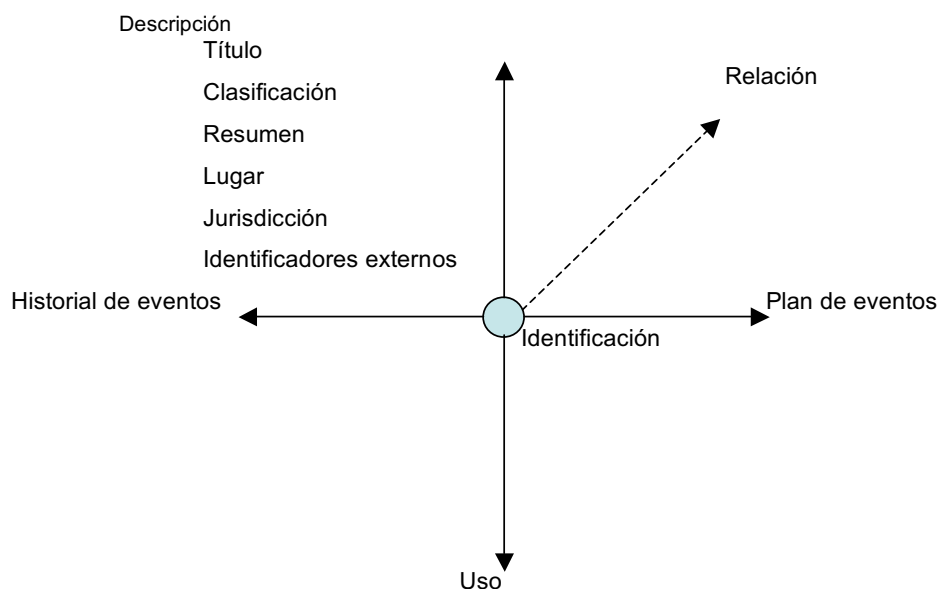 Descripción
Título
Clasificación
Resumen
Lugar
Jurisdicción
Identificadores externos
Relación
Historial de eventos
Plan de eventos
Identificación
Uso